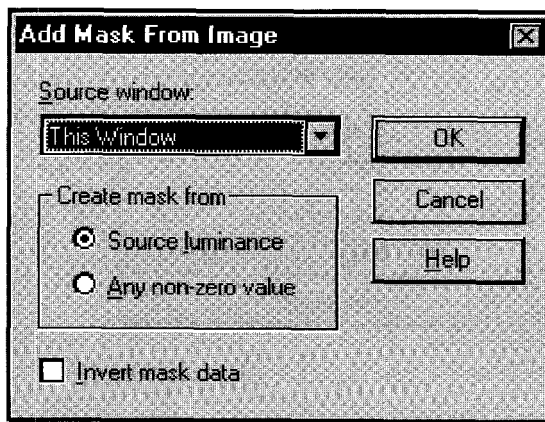 Add Mask From Image
Source window:
This Window
OK
Create mask from
Cancel
Source luminance
Help
Any non-zero value
Invert mask data